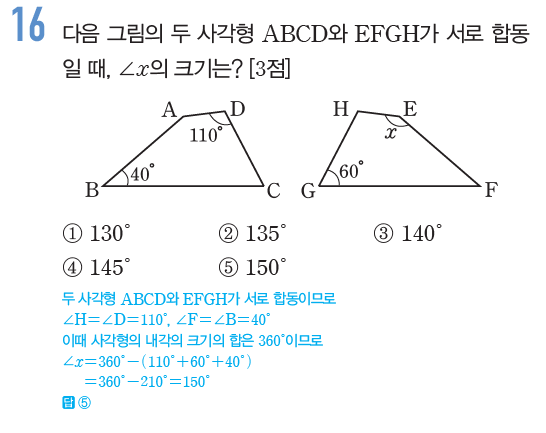 16 다음 그림의 두 사각형 ABCD와 EFGH가 서로 합동
일 때, ∠x의 크기는? [3점]
A D H E
110° x
40° 60°
B C G F
① 130° ② 135° ③ 140°
④ 145° ⑤ 150°
두 사각형 ABCD와 EFGH가 서로 합동이므로
∠H=∠D=110°, ∠F=∠B=40°
이때 사각형의 내각의 크기의 합은 360°이므로
∠x=360°-(110°+60°+40°)
=360°-210°=150°
답 ⑤